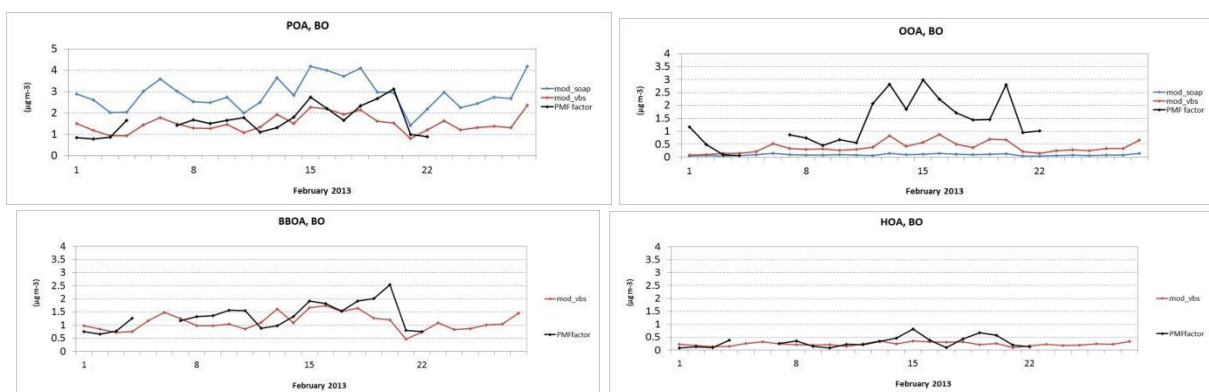 POA, BO
(µg m-3)
5
4
3
2
1
0
1
8
15
22
February 2013
mod_soap
mod_vbs
PMF factor
OOA, BO
(µg m-3)
4
3.5
3
2.5
2
1.5
1
0.5
0
1
8
15
22
February 2013
mod_soap
mod_vbs
PMF factor
BBOA, BO
(µg m-3)
4
3.5
3
2.5
2
1.5
1
0.5
0
1
8
15
22
February 2013
mod_vbs
PMFfactor
HOA, BO
(µg m-3)
4
3.5
3
2.5
2
1.5
1
0.5
0
1
8
15
22
February 2013
mod_vbs
PMFfactor